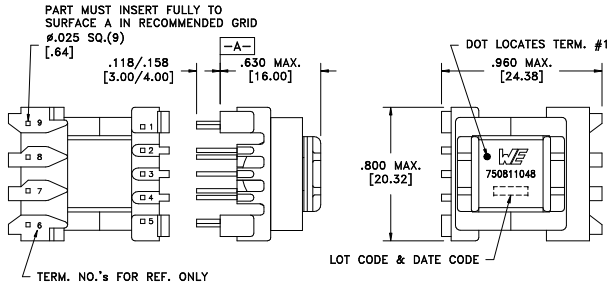 PART MUST INSERT FULLY TO
SURFACE A IN RECOMMENDED GRID
ø.025 SQ.(9)
[.64]
-A-
.118/.158
[3.00/4.00]
.630 MAX.
[16.00]
DOT LOCATES TERM. #1
.960 MAX.
[24.38]
9
8
7
6
1
2
3
4
5
.800 MAX.
[20.32]
WE
750811048
LOT CODE & DATE CODE
TERM. NO.'s FOR REF. ONLY